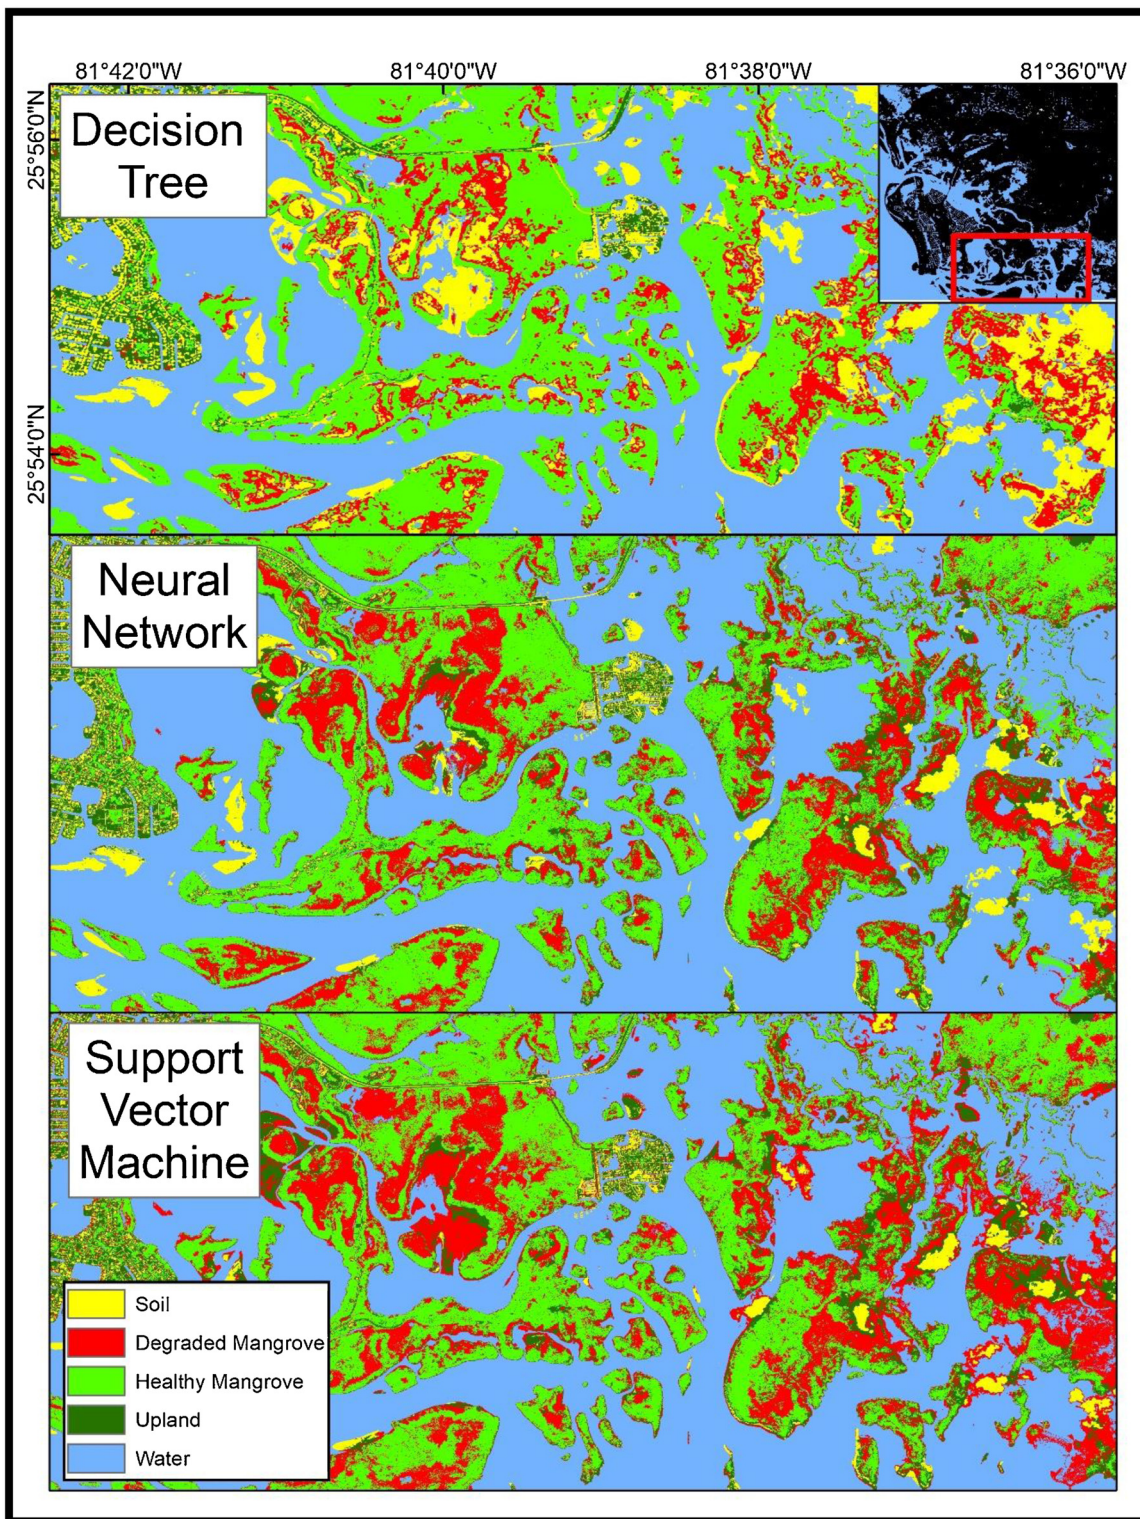 81°42'0"W 81°40'0"W 81°38'0"W 81°36'0"W
25°56'0"N
25°54'0"N
Decision
Tree
Neural
Network
Support
Vector
Machine
Soil
Degraded Mangrove
Healthy Mangrove
Upland
Water